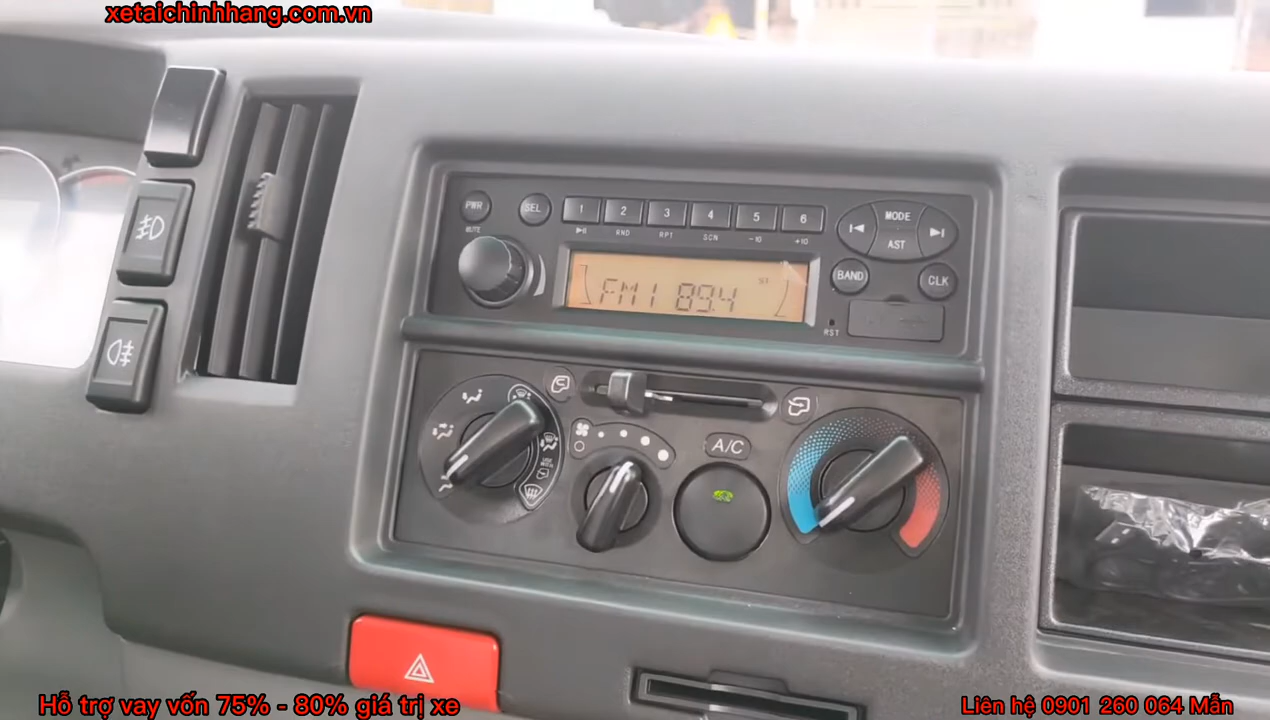 xetaichinhhang.com.vn
PWR
SEL
1 2 3 4 5 6
MODE
MUTE
RND RPT SCN -10 +10
AST
FM1 89.4
ST
BAND
CLK
RST
A/C
Hỗ trợ vay vốn 75% - 80% giá trị xe
Liên hệ 0901 260 064 Mẫn